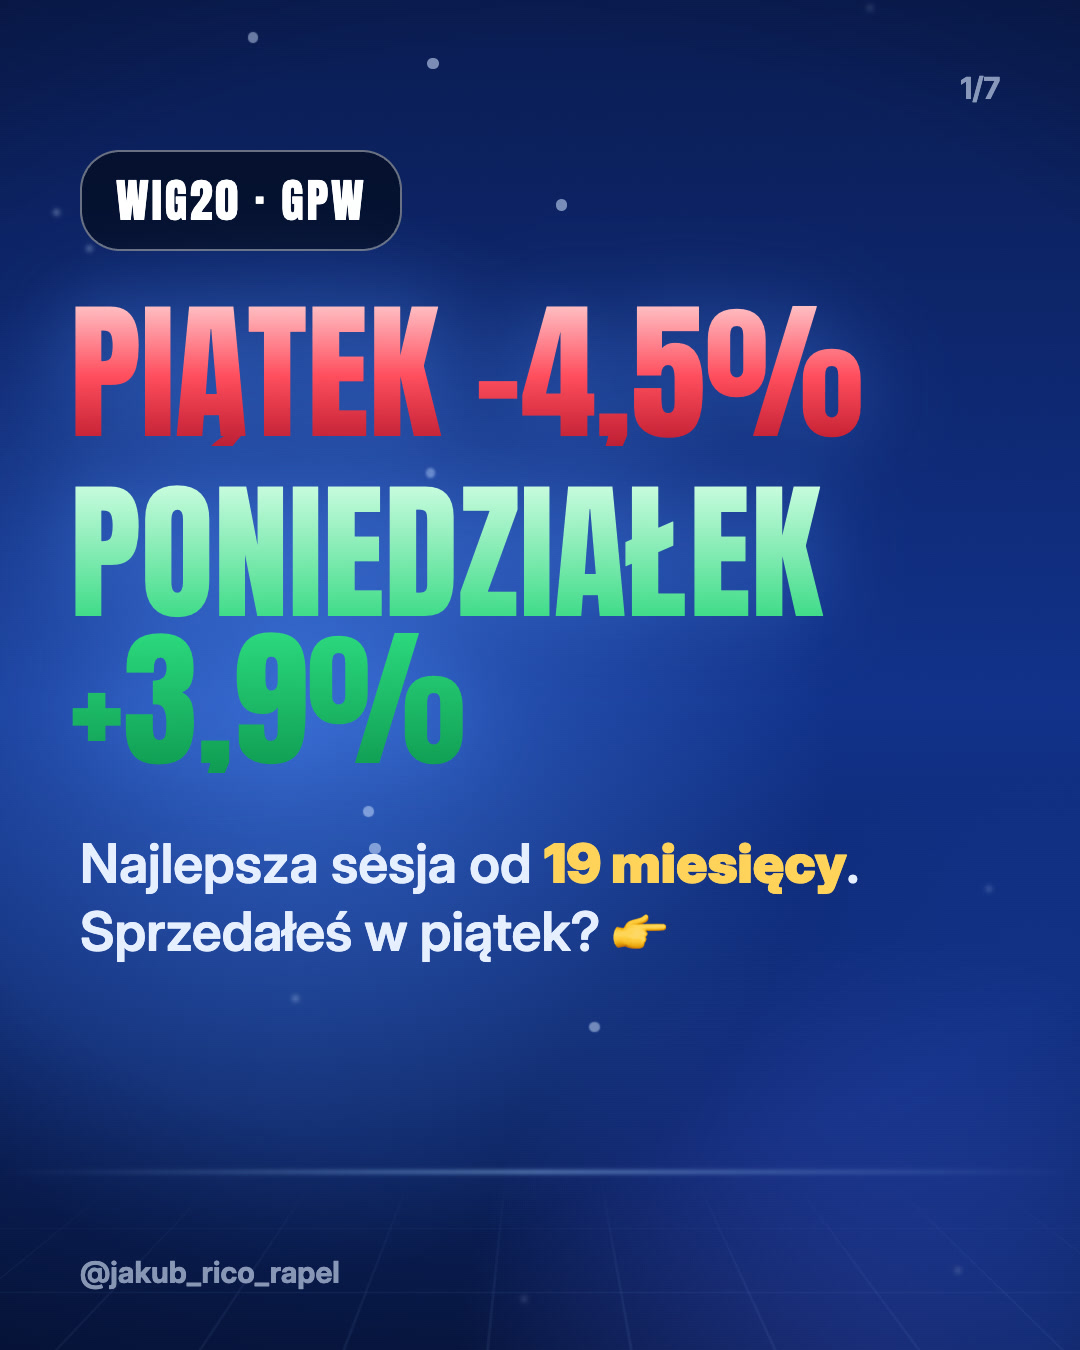 1/7
WIG20 · GPW
PIĄTEK -4,5%
PONIEDZIAŁEK
+3,9%
Najlepsza sesja od 19 miesięcy.
Sprzedałeś w piątek? 👉
@jakub_rico_rapel